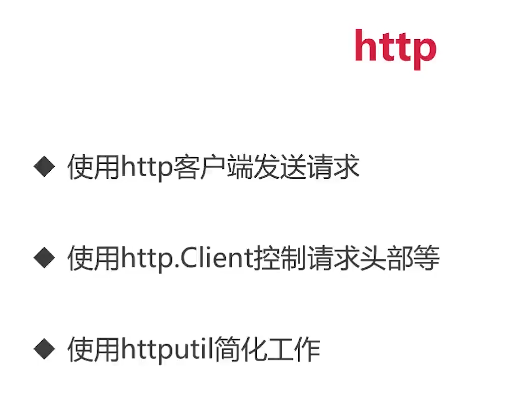 http
◆ 使用http客户端发送请求
◆ 使用http.Client控制请求头部等
◆ 使用httputil简化工作